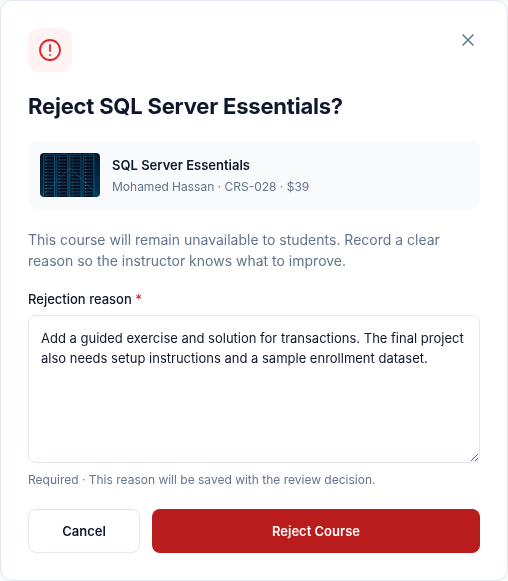 Reject SQL Server Essentials?
SQL Server Essentials
Mohamed Hassan · CRS-028 · $39
This course will remain unavailable to students. Record a clear
reason so the instructor knows what to improve.
Rejection reason *
Add a guided exercise and solution for transactions. The final project
also needs setup instructions and a sample enrollment dataset.
Required · This reason will be saved with the review decision.
Cancel
Reject Course